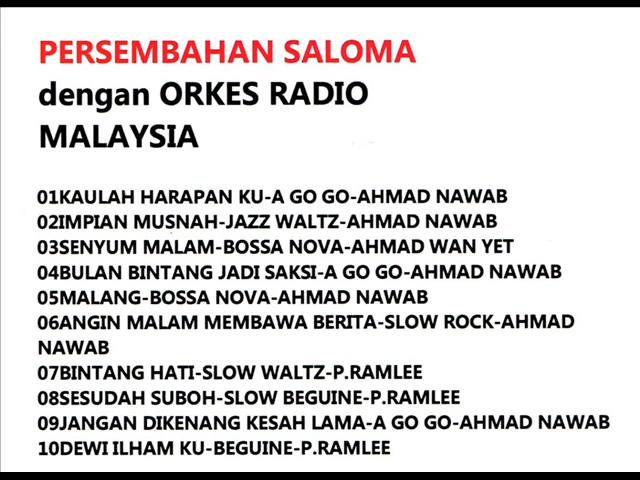 PERSEMBAHAN SALOMA
dengan ORKES RADIO
MALAYSIA
01KAULAH HARAPAN KU-A GO GO-AHMAD NAWAB
02IMPIAN MUSNAH-JAZZ WALTZ-AHMAD NAWAB
03SENYUM MALAM-BOSSA NOVA-AHMAD WAN YET
04BULAN BINTANG JADI SAKSI-A GO GO-AHMAD NAWAB
05MALANG-BOSSA NOVA-AHMAD NAWAB
06ANGIN MALAM MEMBAWA BERITA-SLOW ROCK-AHMAD
NAWAB
07BINTANG HATI-SLOW WALTZ-P.RAMLEE
08SESUDAH SUBOH-SLOW BEGUINE-P.RAMLEE
09JANGAN DIKENANG KESAH LAMA-A GO GO-AHMAD NAWAB
10DEWI ILHAM KU-BEGUINE-P.RAMLEE